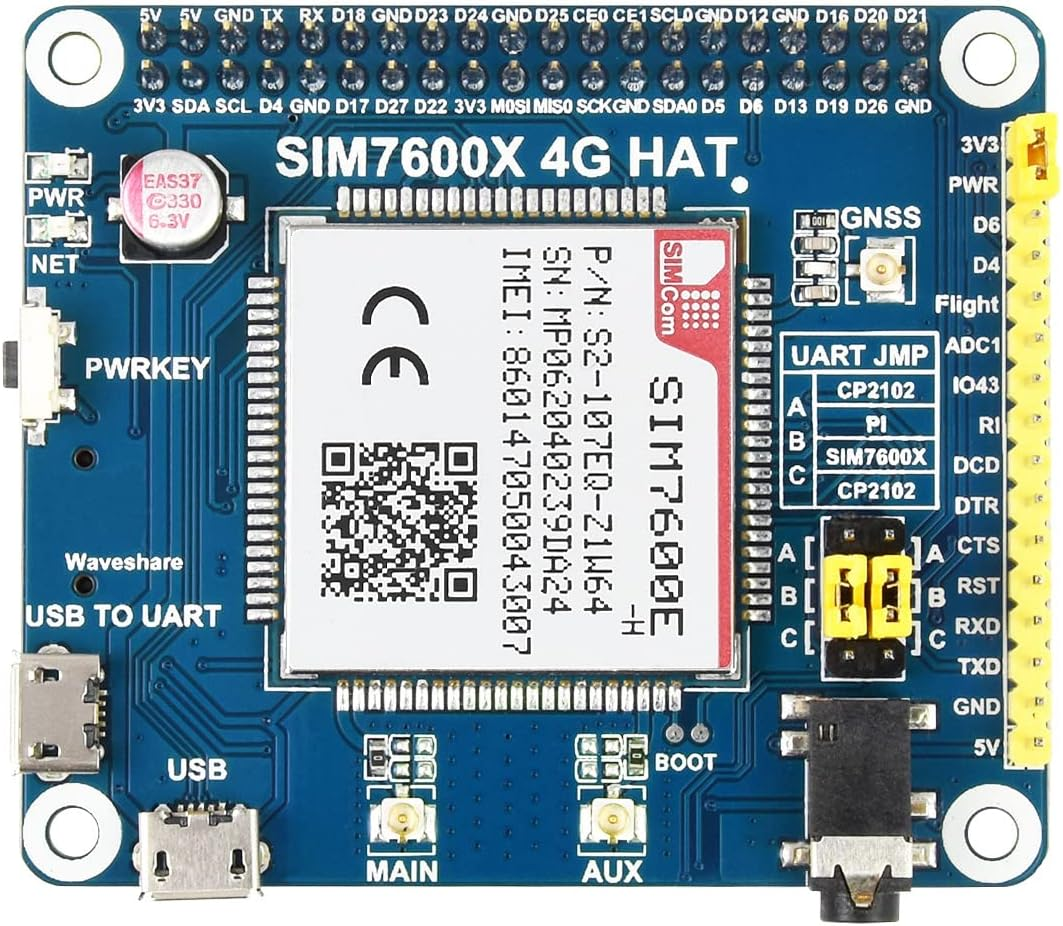 5V 5V GND TX RX D18 GND D23 D24 GND D25 CE0 CE1 SCL0 GND D12 GND D16 D20 D21
3V3 SDA SCL D4 GND D17 D27 D22 3V3 M0SI MIS0 SCK GND SDA0 D5 D6 D13 D19 D26 GND
SIM7600X 4G HAT
PWR
NET
EAS37
330
6.3V
PWRKEY
Waveshare
USB TO UART
USB
SIMCom
SIM7600E
-H
P/N: S2-107EQ-Z1W64
SN: MP062040239DA24
IMEI: 860147050043007
CE
MAIN
AUX
BOOT
GNSS
UART JMP
A CP2102
PI
B
SIM7600X
C
CP2102
A A
B B
C C
3V3
PWR
D6
D4
Flight
ADC1
IO43
RI
DCD
DTR
CTS
RST
RXD
TXD
GND
5V